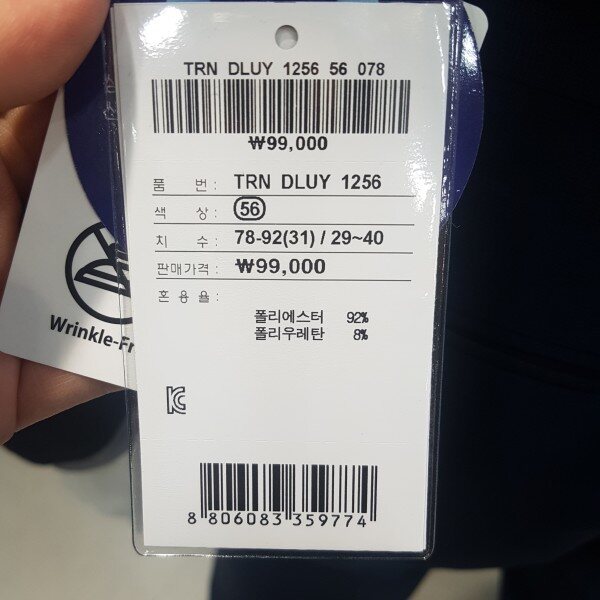 TRN DLUY 1256 56 078
₩99,000
품 번 : TRN DLUY 1256
색 상 : 56
치 수 : 78-92(31) / 29~40
판매가격 : ₩99,000
혼 용 율 :
폴리에스터 92%
폴리우레탄 8%
8 806083 359774
Wrinkle-Fr